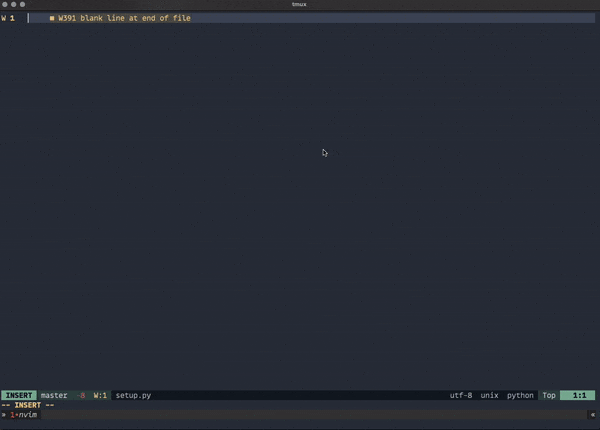 tmux
W 1 ■ W391 blank line at end of file
INSERT master -8 W:1 setup.py utf-8 unix python Top 1:1
-- INSERT --
» 1•nvim «